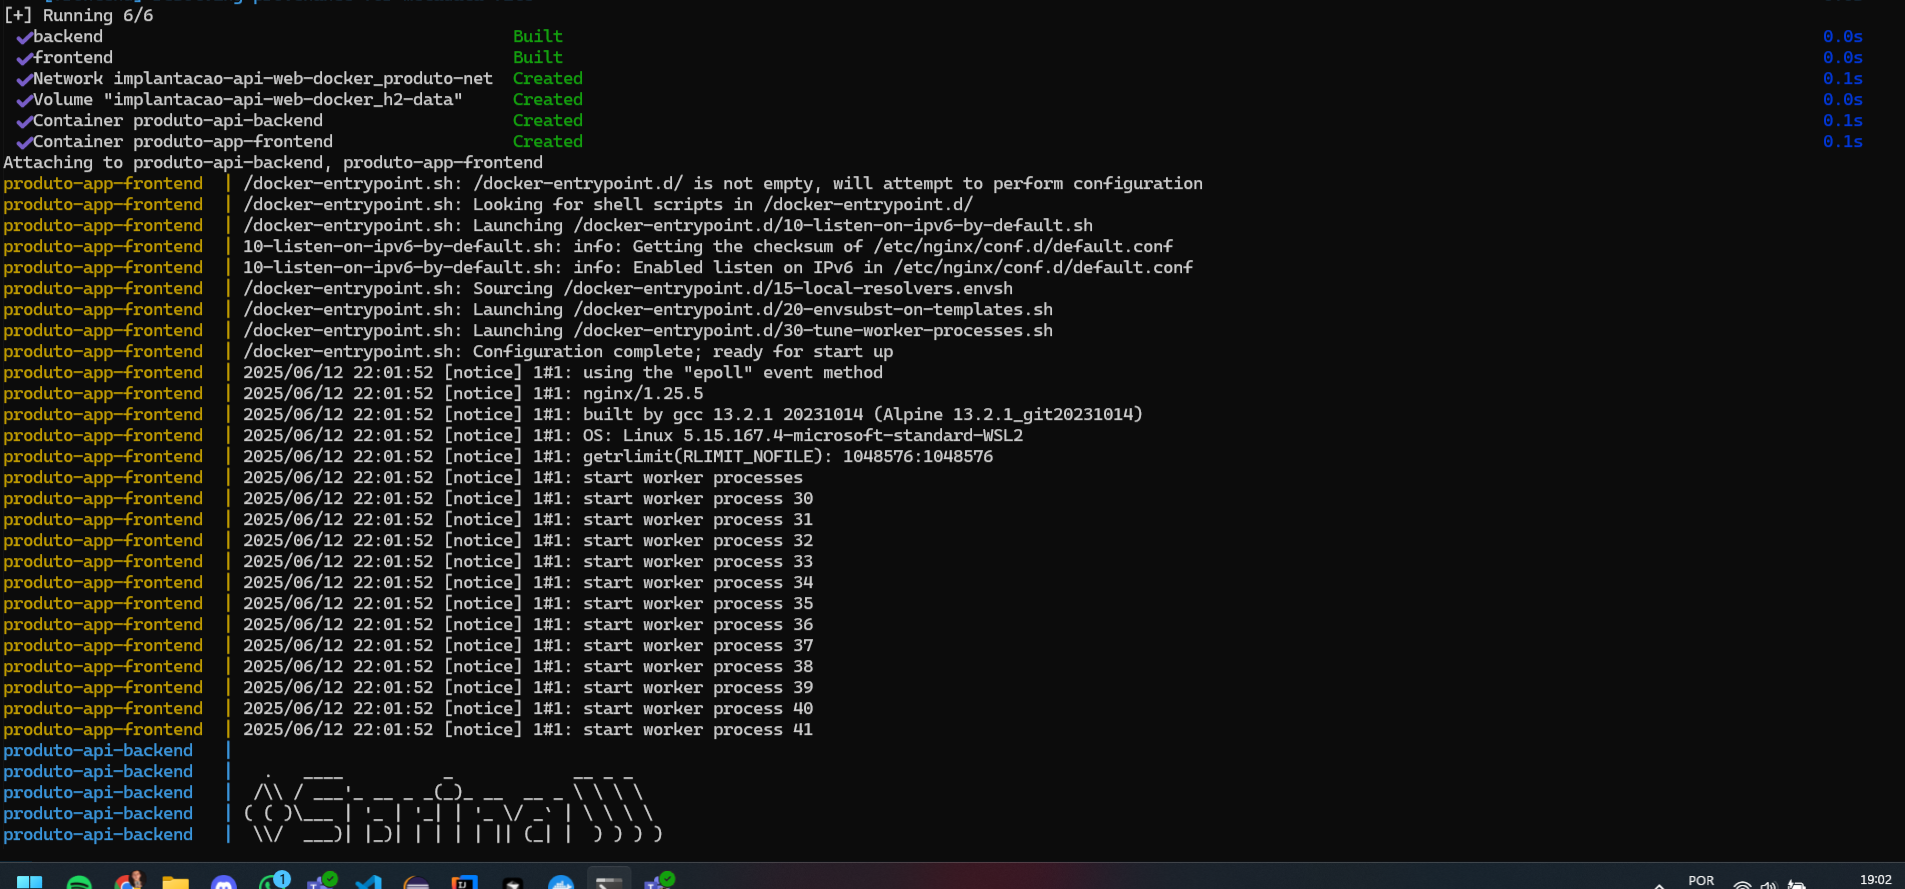 [+] Running 6/6
✔backend Built 0.0s
✔frontend Built 0.0s
✔Network implantacao-api-web-docker_produto-net Created 0.1s
✔Volume "implantacao-api-web-docker_h2-data" Created 0.0s
✔Container produto-api-backend Created 0.1s
✔Container produto-app-frontend Created 0.1s
Attaching to produto-api-backend, produto-app-frontend
produto-app-frontend | /docker-entrypoint.sh: /docker-entrypoint.d/ is not empty, will attempt to perform configuration
produto-app-frontend | /docker-entrypoint.sh: Looking for shell scripts in /docker-entrypoint.d/
produto-app-frontend | /docker-entrypoint.sh: Launching /docker-entrypoint.d/10-listen-on-ipv6-by-default.sh
produto-app-frontend | 10-listen-on-ipv6-by-default.sh: info: Getting the checksum of /etc/nginx/conf.d/default.conf
produto-app-frontend | 10-listen-on-ipv6-by-default.sh: info: Enabled listen on IPv6 in /etc/nginx/conf.d/default.conf
produto-app-frontend | /docker-entrypoint.sh: Sourcing /docker-entrypoint.d/15-local-resolvers.envsh
produto-app-frontend | /docker-entrypoint.sh: Launching /docker-entrypoint.d/20-envsubst-on-templates.sh
produto-app-frontend | /docker-entrypoint.sh: Launching /docker-entrypoint.d/30-tune-worker-processes.sh
produto-app-frontend | /docker-entrypoint.sh: Configuration complete; ready for start up
produto-app-frontend | 2025/06/12 22:01:52 [notice] 1#1: using the "epoll" event method
produto-app-frontend | 2025/06/12 22:01:52 [notice] 1#1: nginx/1.25.5
produto-app-frontend | 2025/06/12 22:01:52 [notice] 1#1: built by gcc 13.2.1 20231014 (Alpine 13.2.1_git20231014)
produto-app-frontend | 2025/06/12 22:01:52 [notice] 1#1: OS: Linux 5.15.167.4-microsoft-standard-WSL2
produto-app-frontend | 2025/06/12 22:01:52 [notice] 1#1: getrlimit(RLIMIT_NOFILE): 1048576:1048576
produto-app-frontend | 2025/06/12 22:01:52 [notice] 1#1: start worker processes
produto-app-frontend | 2025/06/12 22:01:52 [notice] 1#1: start worker process 30
produto-app-frontend | 2025/06/12 22:01:52 [notice] 1#1: start worker process 31
produto-app-frontend | 2025/06/12 22:01:52 [notice] 1#1: start worker process 32
produto-app-frontend | 2025/06/12 22:01:52 [notice] 1#1: start worker process 33
produto-app-frontend | 2025/06/12 22:01:52 [notice] 1#1: start worker process 34
produto-app-frontend | 2025/06/12 22:01:52 [notice] 1#1: start worker process 35
produto-app-frontend | 2025/06/12 22:01:52 [notice] 1#1: start worker process 36
produto-app-frontend | 2025/06/12 22:01:52 [notice] 1#1: start worker process 37
produto-app-frontend | 2025/06/12 22:01:52 [notice] 1#1: start worker process 38
produto-app-frontend | 2025/06/12 22:01:52 [notice] 1#1: start worker process 39
produto-app-frontend | 2025/06/12 22:01:52 [notice] 1#1: start worker process 40
produto-app-frontend | 2025/06/12 22:01:52 [notice] 1#1: start worker process 41
produto-api-backend |
produto-api-backend |   .   ____          _            __ _ _
produto-api-backend |  /\\ / ___'_ __ _ _(_)_ __  __ _ \ \ \ \
produto-api-backend | ( ( )\___ | '_ | '_| | '_ \/ _` | \ \ \ \
produto-api-backend |  \\/  ___)| |_)| | | | | || (_| |  ) ) ) )
1
POR
19:02